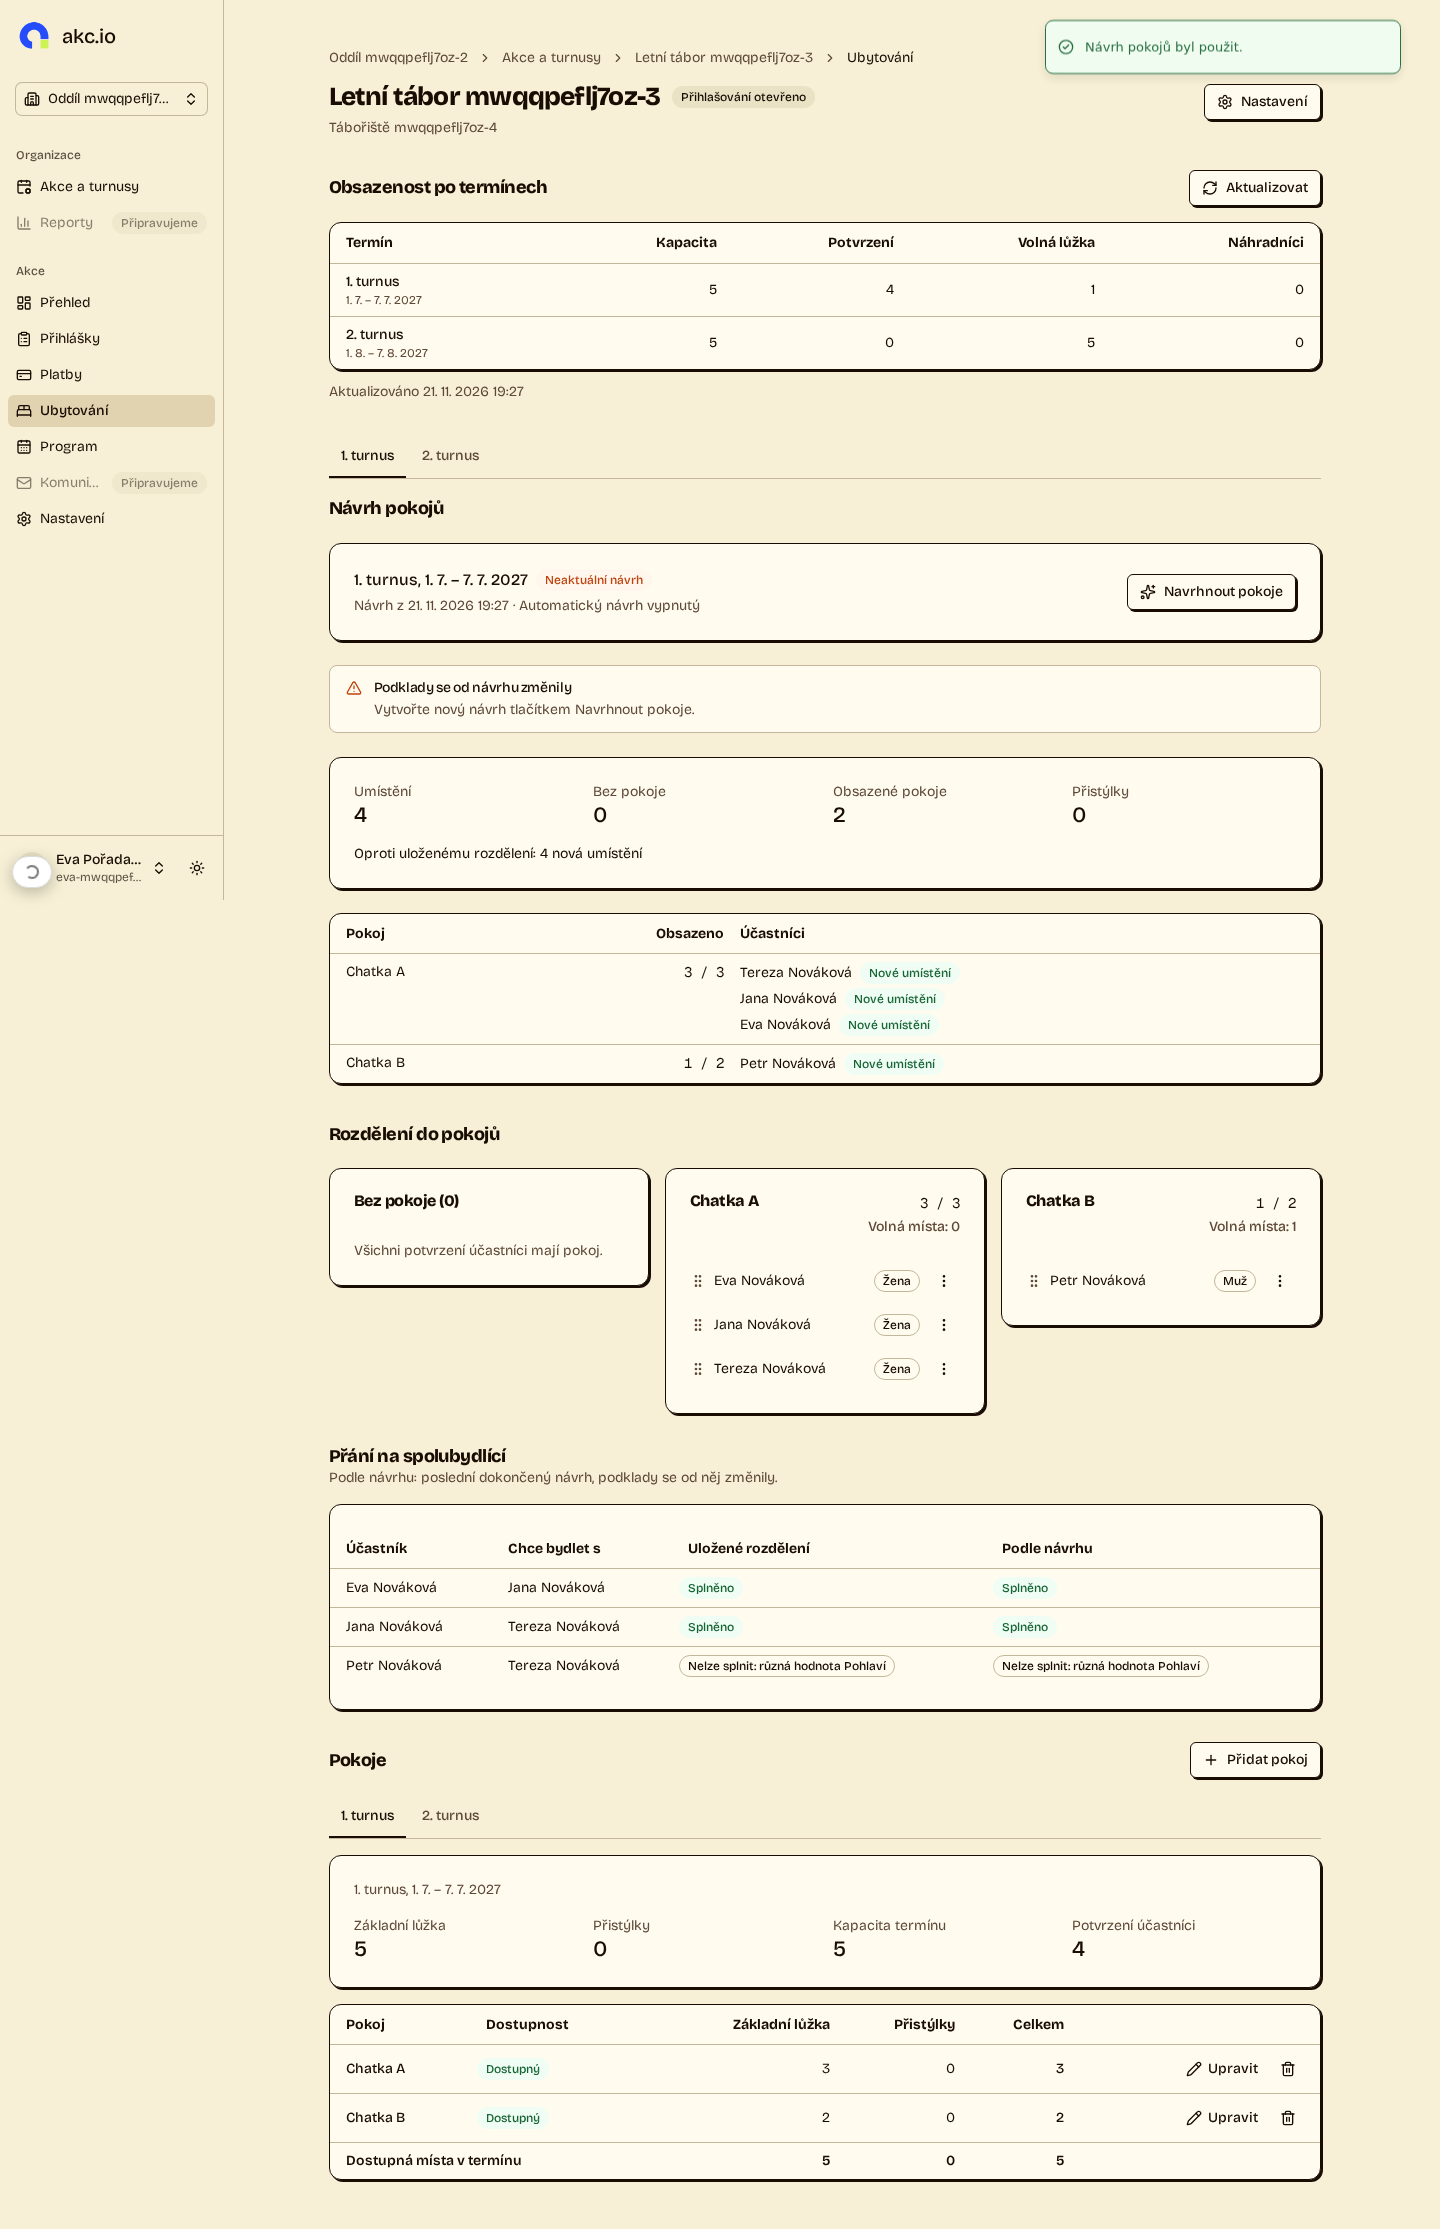 akc.io
Oddíl mwqqpeflj7...
Organizace
Akce a turnusy
Reporty Připravujeme
Akce
Přehled
Přihlášky
Platby
Ubytování
Program
Komuni... Připravujeme
Nastavení
Eva Pořada...
eva-mwqqpef...
Návrh pokojů byl použit.
Oddíl mwqqpeflj7oz-2 > Akce a turnusy > Letní tábor mwqqpeflj7oz-3 > Ubytování
Letní tábor mwqqpeflj7oz-3 Přihlašování otevřeno
Nastavení
Tábořiště mwqqpeflj7oz-4
Obsazenost po termínech
Aktualizovat
Termín Kapacita Potvrzení Volná lůžka Náhradníci
1. turnus 5 4 1 0
1. 7. – 7. 7. 2027
2. turnus 5 0 5 0
1. 8. – 7. 8. 2027
Aktualizováno 21. 11. 2026 19:27
1. turnus 2. turnus
Návrh pokojů
1. turnus, 1. 7. – 7. 7. 2027 Neaktuální návrh
Návrh z 21. 11. 2026 19:27 · Automatický návrh vypnutý
Navrhnout pokoje
Podklady se od návrhu změnily
Vytvořte nový návrh tlačítkem Navrhnout pokoje.
Umístění Bez pokoje Obsazené pokoje Přistýlky
4 0 2 0
Oproti uloženému rozdělení: 4 nová umístění
Pokoj Obsazeno Účastníci
Chatka A 3 / 3 Tereza Nováková Nové umístění
Jana Nováková Nové umístění
Eva Nováková Nové umístění
Chatka B 1 / 2 Petr Nováková Nové umístění
Rozdělení do pokojů
Bez pokoje (0)
Všichni potvrzení účastníci mají pokoj.
Chatka A 3 / 3
Volná místa: 0
Eva Nováková Žena
Jana Nováková Žena
Tereza Nováková Žena
Chatka B 1 / 2
Volná místa: 1
Petr Nováková Muž
Přání na spolubydlící
Podle návrhu: poslední dokončený návrh, podklady se od něj změnily.
Účastník Chce bydlet s Uložené rozdělení Podle návrhu
Eva Nováková Jana Nováková Splněno Splněno
Jana Nováková Tereza Nováková Splněno Splněno
Petr Nováková Tereza Nováková Nelze splnit: různá hodnota Pohlaví Nelze splnit: různá hodnota Pohlaví
Pokoje
Přidat pokoj
1. turnus 2. turnus
1. turnus, 1. 7. – 7. 7. 2027
Základní lůžka Přistýlky Kapacita termínu Potvrzení účastníci
5 0 5 4
Pokoj Dostupnost Základní lůžka Přistýlky Celkem
Chatka A Dostupný 3 0 3 Upravit
Chatka B Dostupný 2 0 2 Upravit
Dostupná místa v termínu 5 0 5